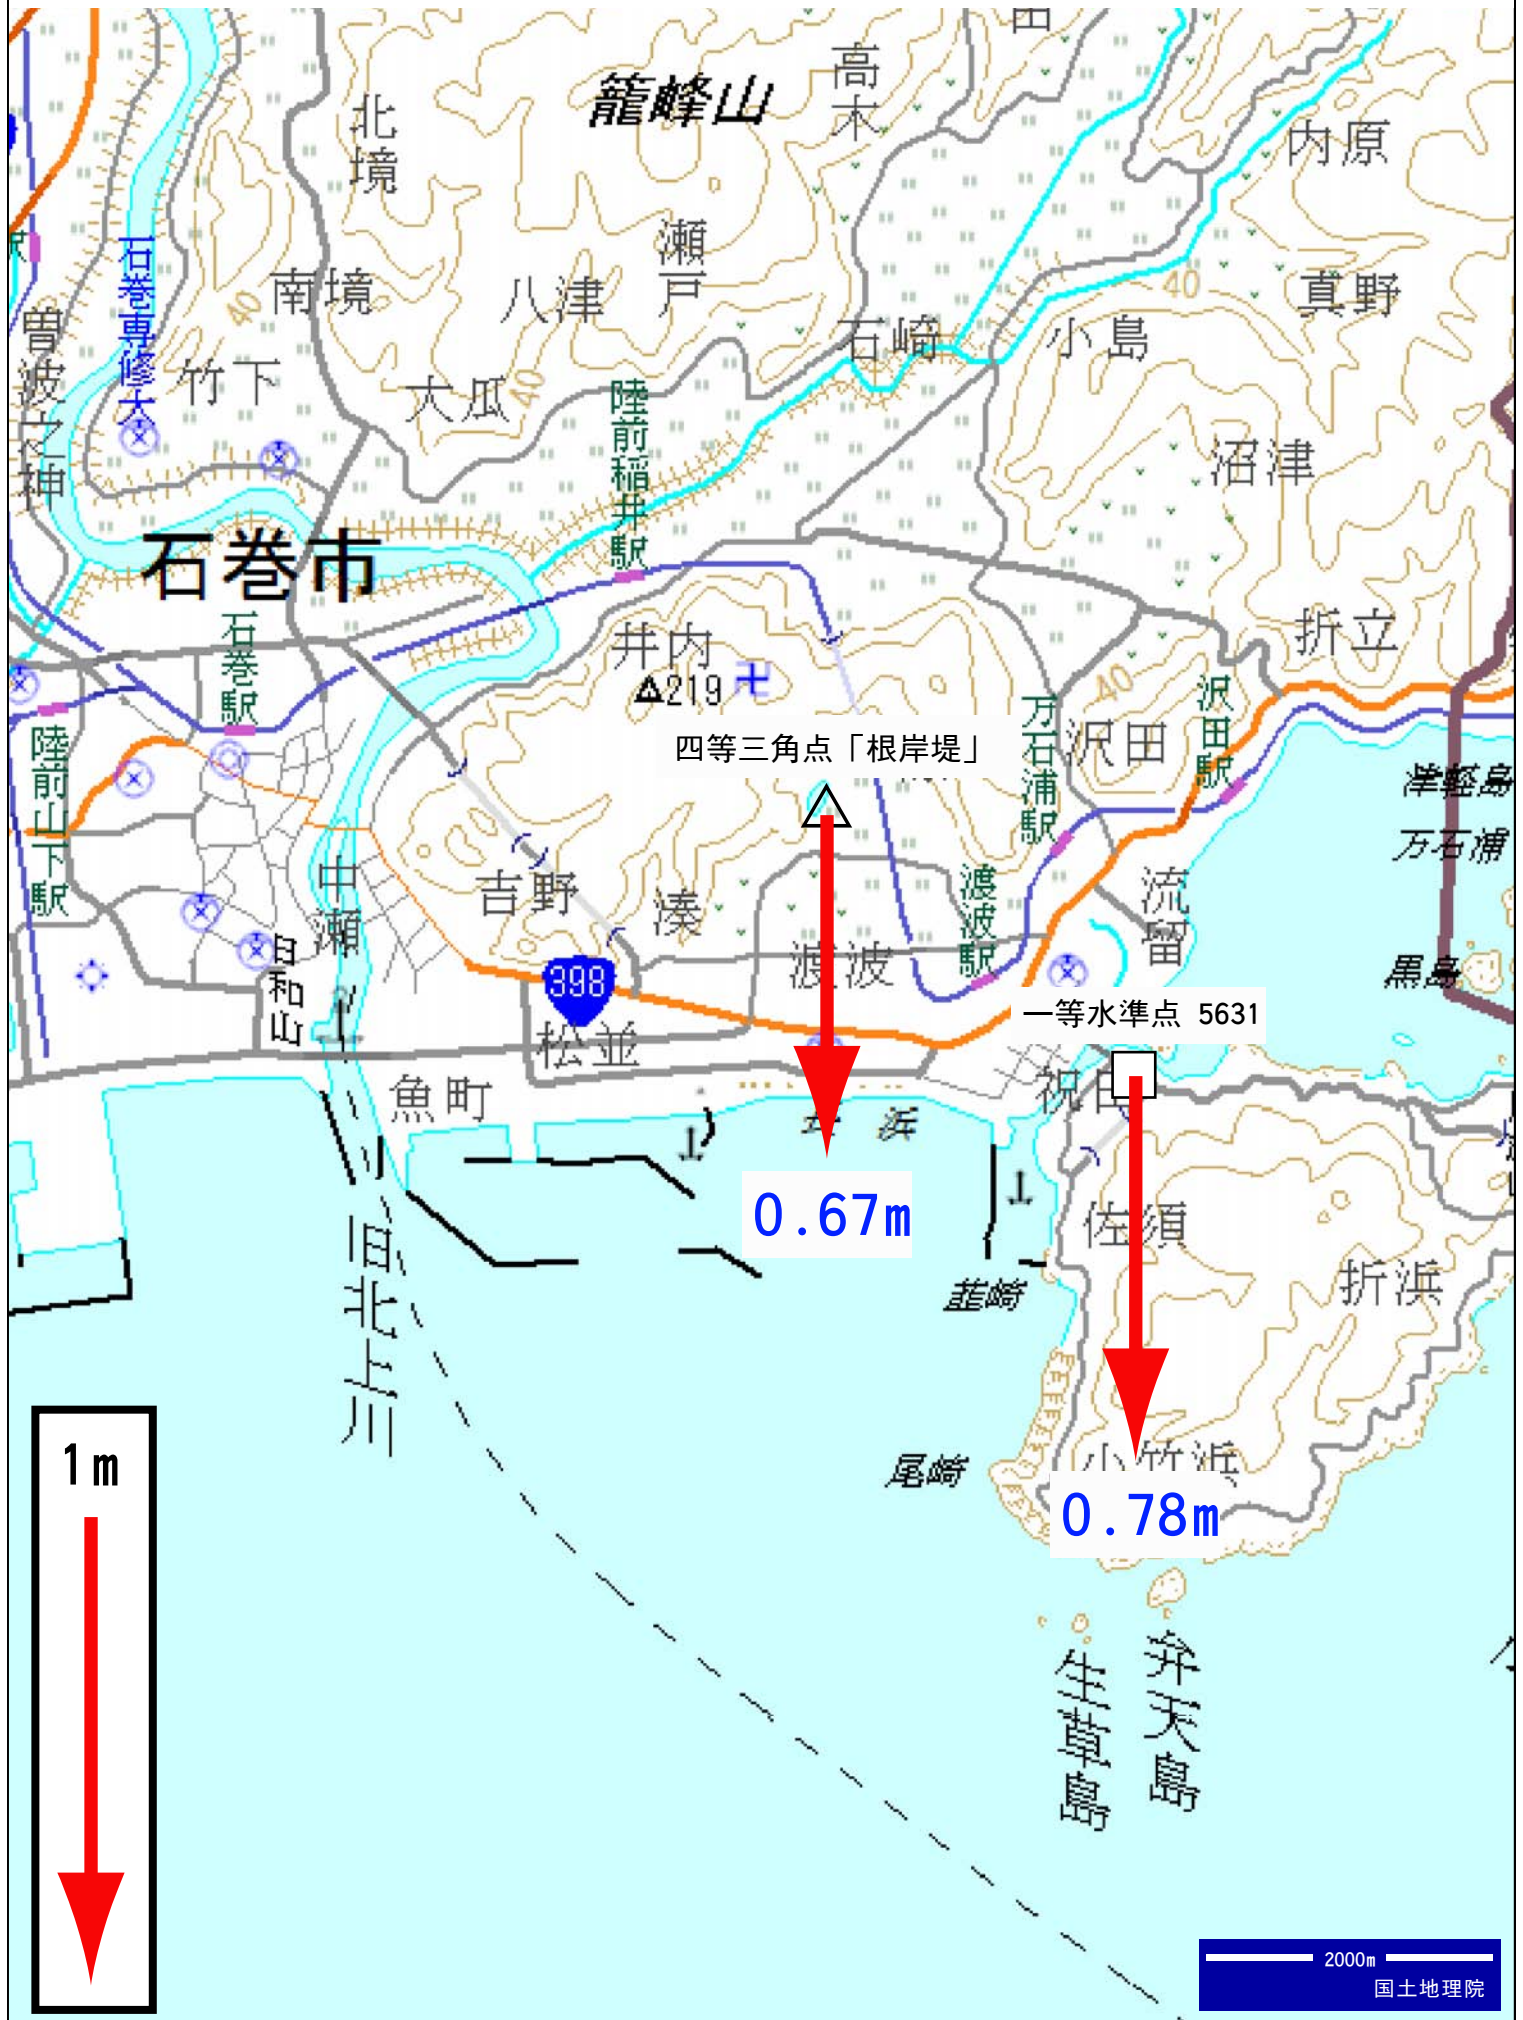 田
高木
籠峰山
北境
内原
瀬戸
石巻専修大
南境
40
八津
40
真野
曽波之神
石崎
小島
竹下
大瓜
40
陸前稲井駅
沼津
石巻市
石巻駅
井内
219
折立
40
沢田駅
万石浦駅
沢田
陸前山下駅
四等三角点「根岸堤」
津軽島
万石浦
中瀬
吉野
湊
渡波駅
流留
渡波
黒島
398
一等水準点 5631
松並
祝田
魚町
浜
0.67m
佐須
旧北上川
韮崎
折浜
1m
尾崎
小竹浜
0.78m
生草島
弁天島
2000m
国土地理院